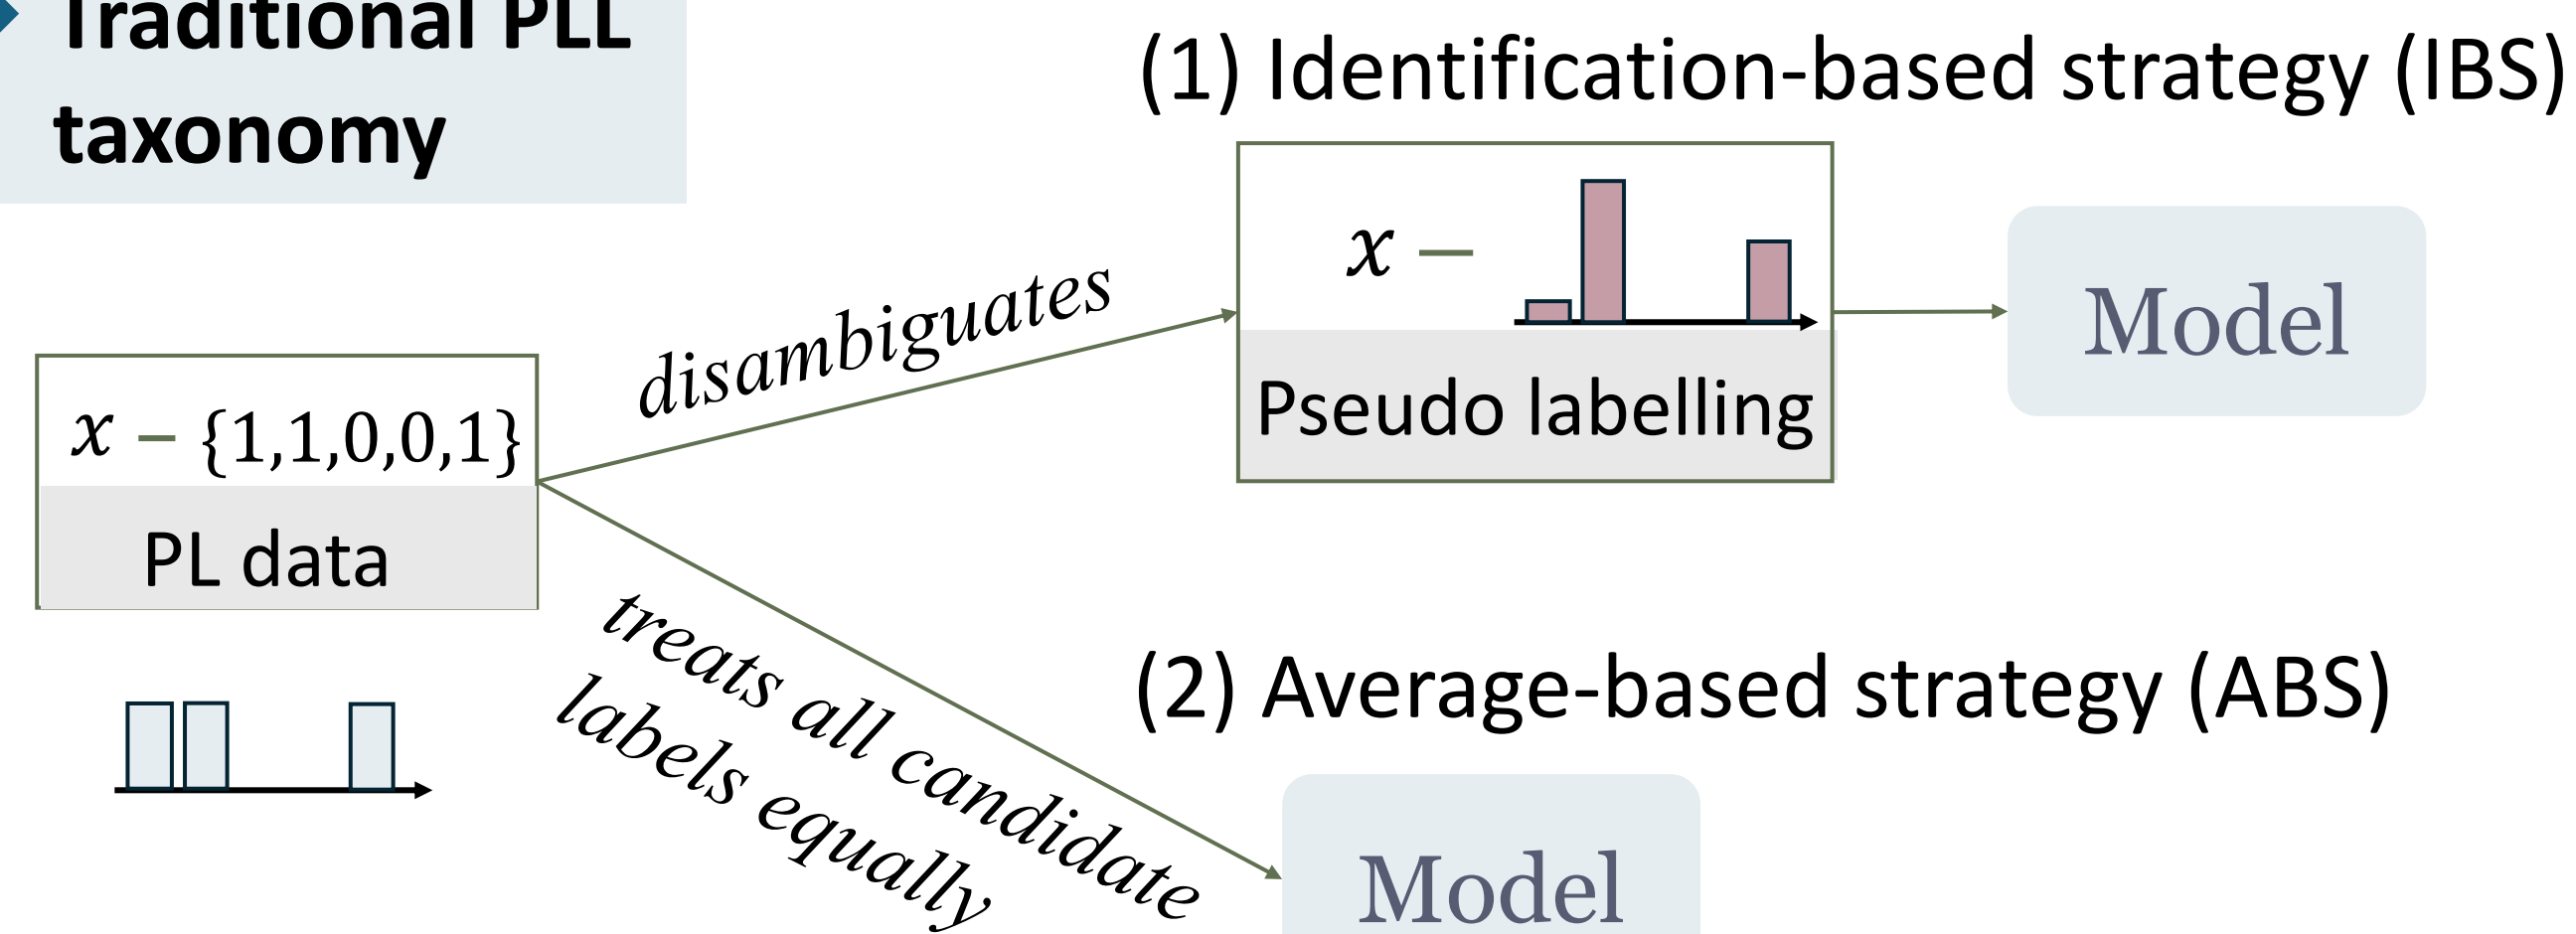 Traditional PLL
taxonomy
(1) Identification-based strategy (IBS)
x –
Pseudo labelling
Model
disambiguates
x – {1,1,0,0,1}
PL data
treats all candidate
labels equally
(2) Average-based strategy (ABS)
Model